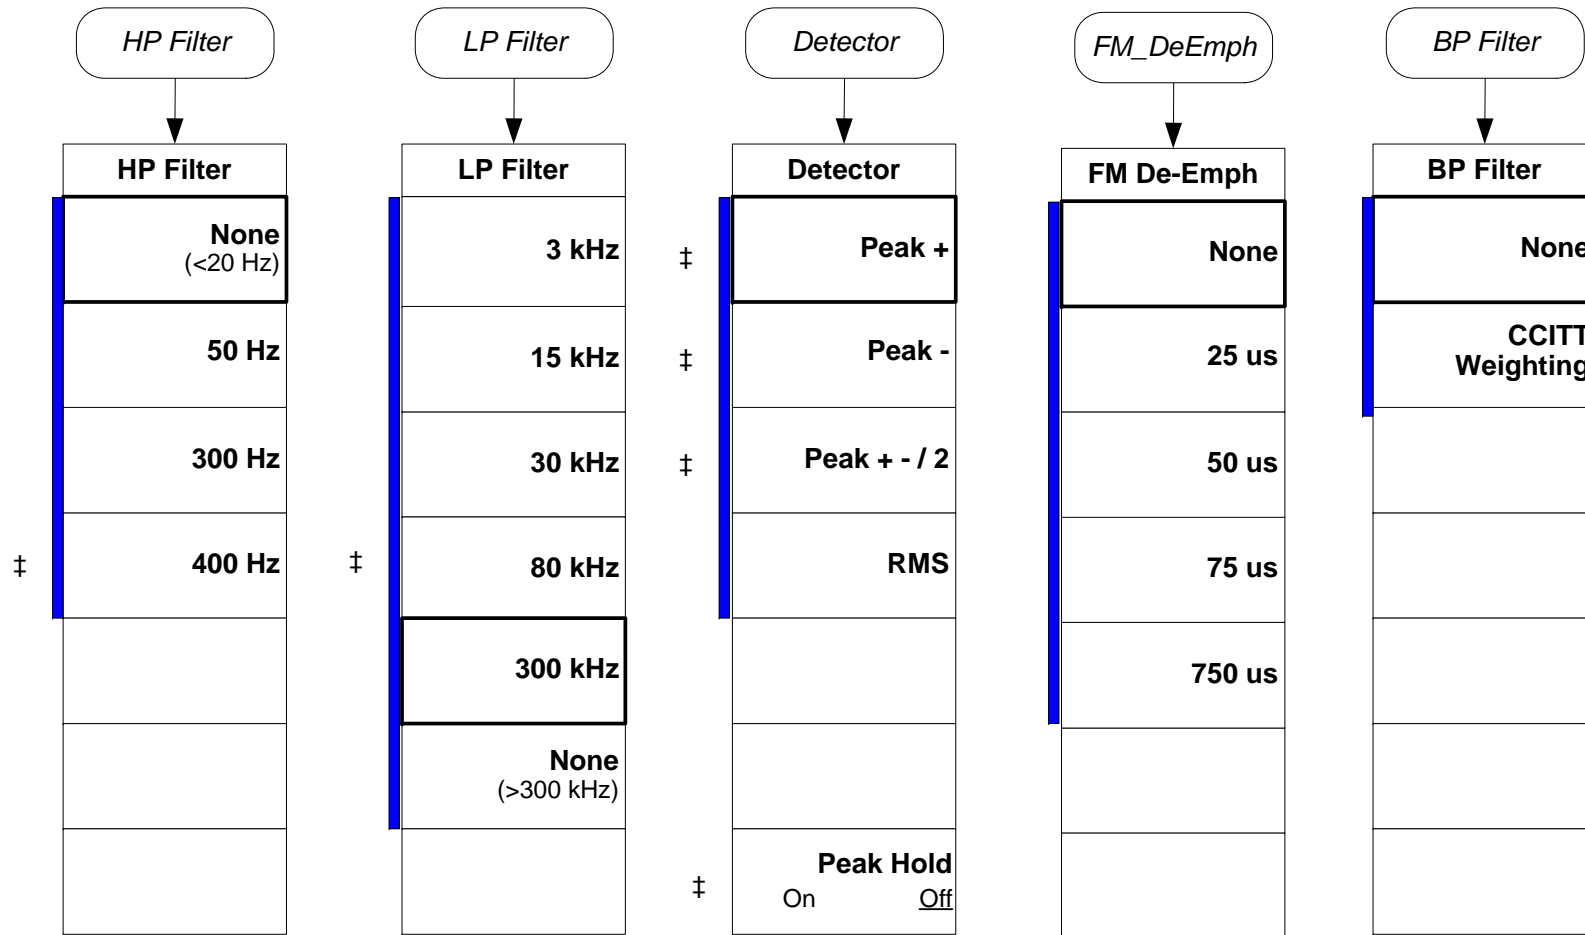 HP Filter
LP Filter
Detector
FM_DeEmph
BP Filter
HP Filter
None
(<20 Hz)
50 Hz
300 Hz
‡
400 Hz
LP Filter
3 kHz
15 kHz
30 kHz
‡
80 kHz
300 kHz
None
(>300 kHz)
Detector
‡
Peak +
‡
Peak -
‡
Peak + - / 2
RMS
‡
Peak Hold
On Off
FM De-Emph
None
25 us
50 us
75 us
750 us
BP Filter
None
CCITT
Weighting